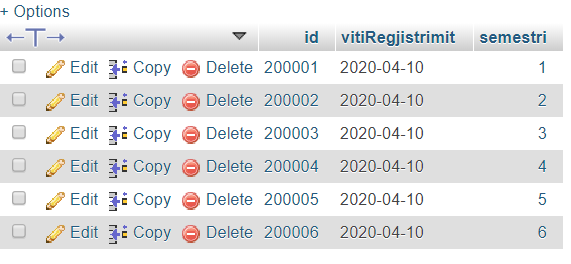 + Options
id vitiRegjistrimit semestri
Edit Copy Delete 200001 2020-04-10 1
Edit Copy Delete 200002 2020-04-10 2
Edit Copy Delete 200003 2020-04-10 3
Edit Copy Delete 200004 2020-04-10 4
Edit Copy Delete 200005 2020-04-10 5
Edit Copy Delete 200006 2020-04-10 6